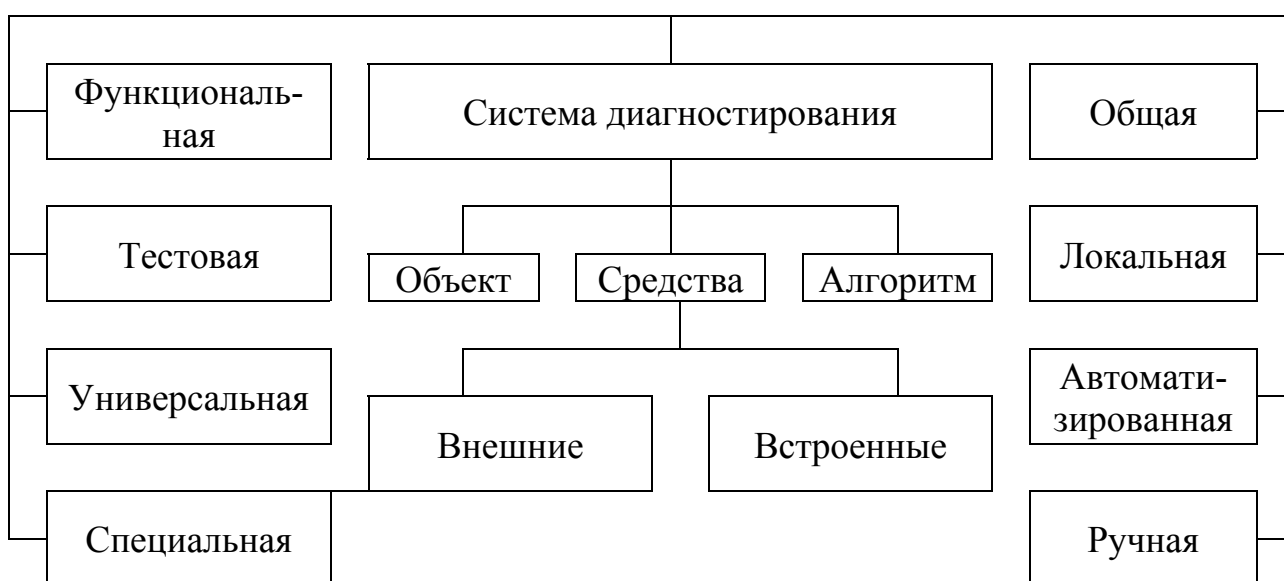 Функциональ-
ная
Система диагностирования
Общая
Тестовая
Объект
Средства
Алгоритм
Локальная
Универсальная
Внешние
Встроенные
Автомати-
зированная
Специальная
Ручная